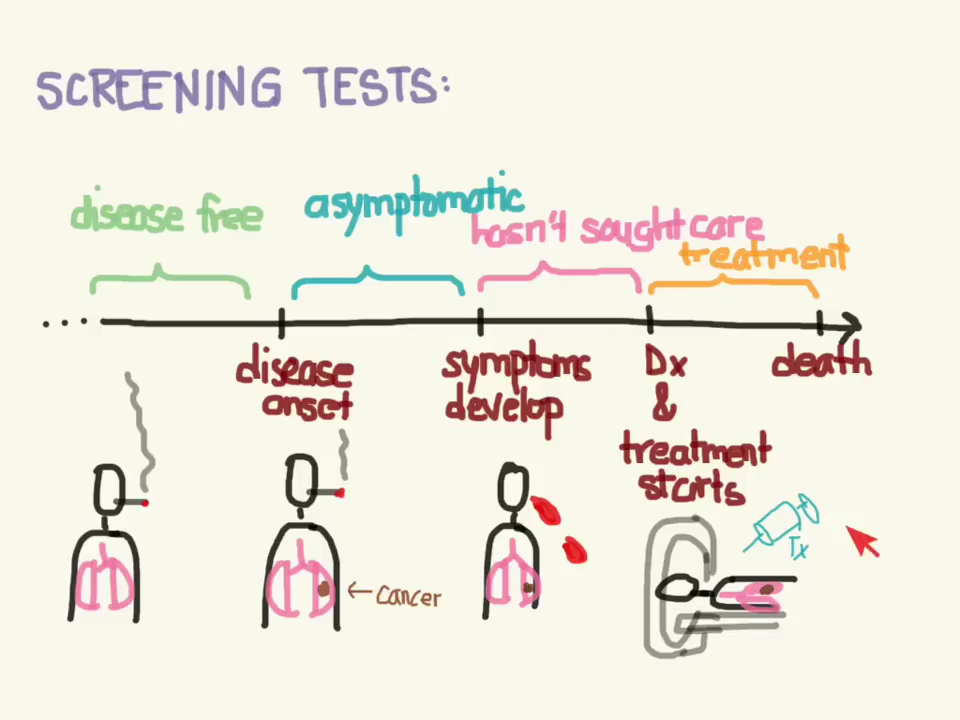 SCREENING TESTS:
disease free
asymptomatic
hasn't sought care
treatment
disease
onset
symptoms
develop
Dx
&
treatment
starts
death
← cancer
Tx